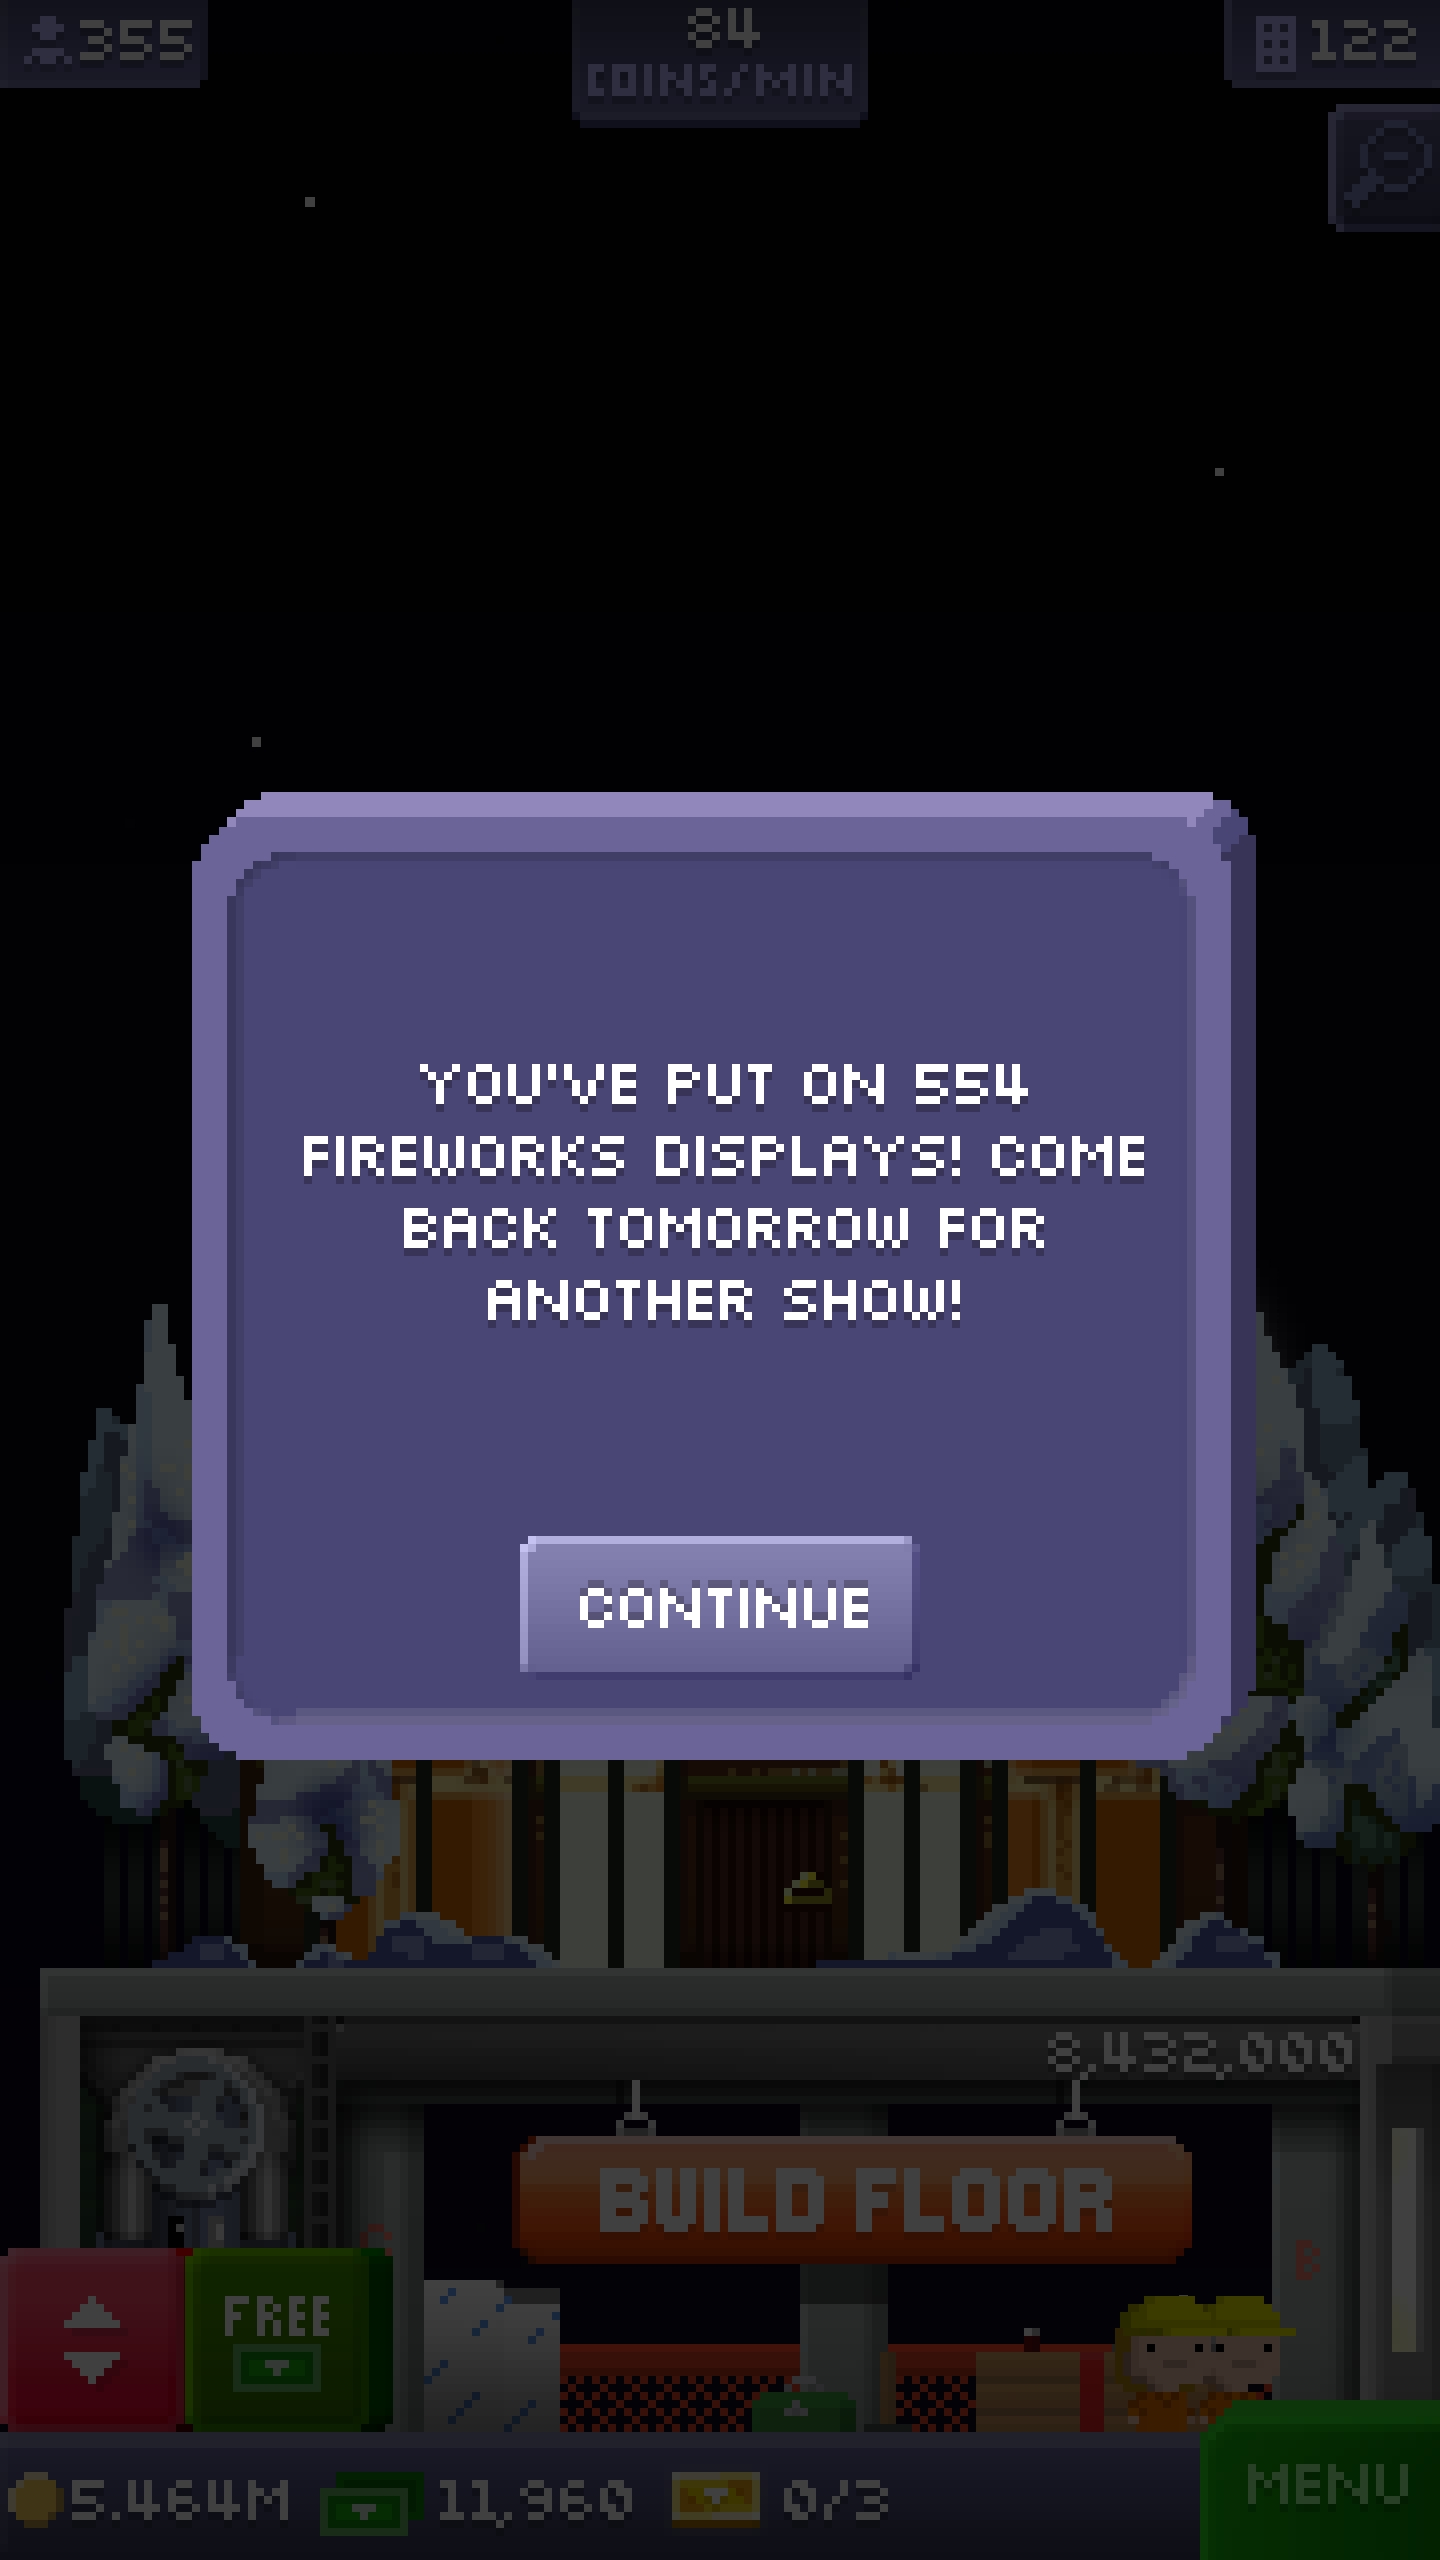 355
84
COINS/MIN
122
YOU'VE PUT ON 554
FIREWORKS DISPLAYS! COME
BACK TOMORROW FOR
ANOTHER SHOW!
CONTINUE
8,432,000
BUILD FLOOR
B
FREE
5.464M
11,960
0/3
MENU